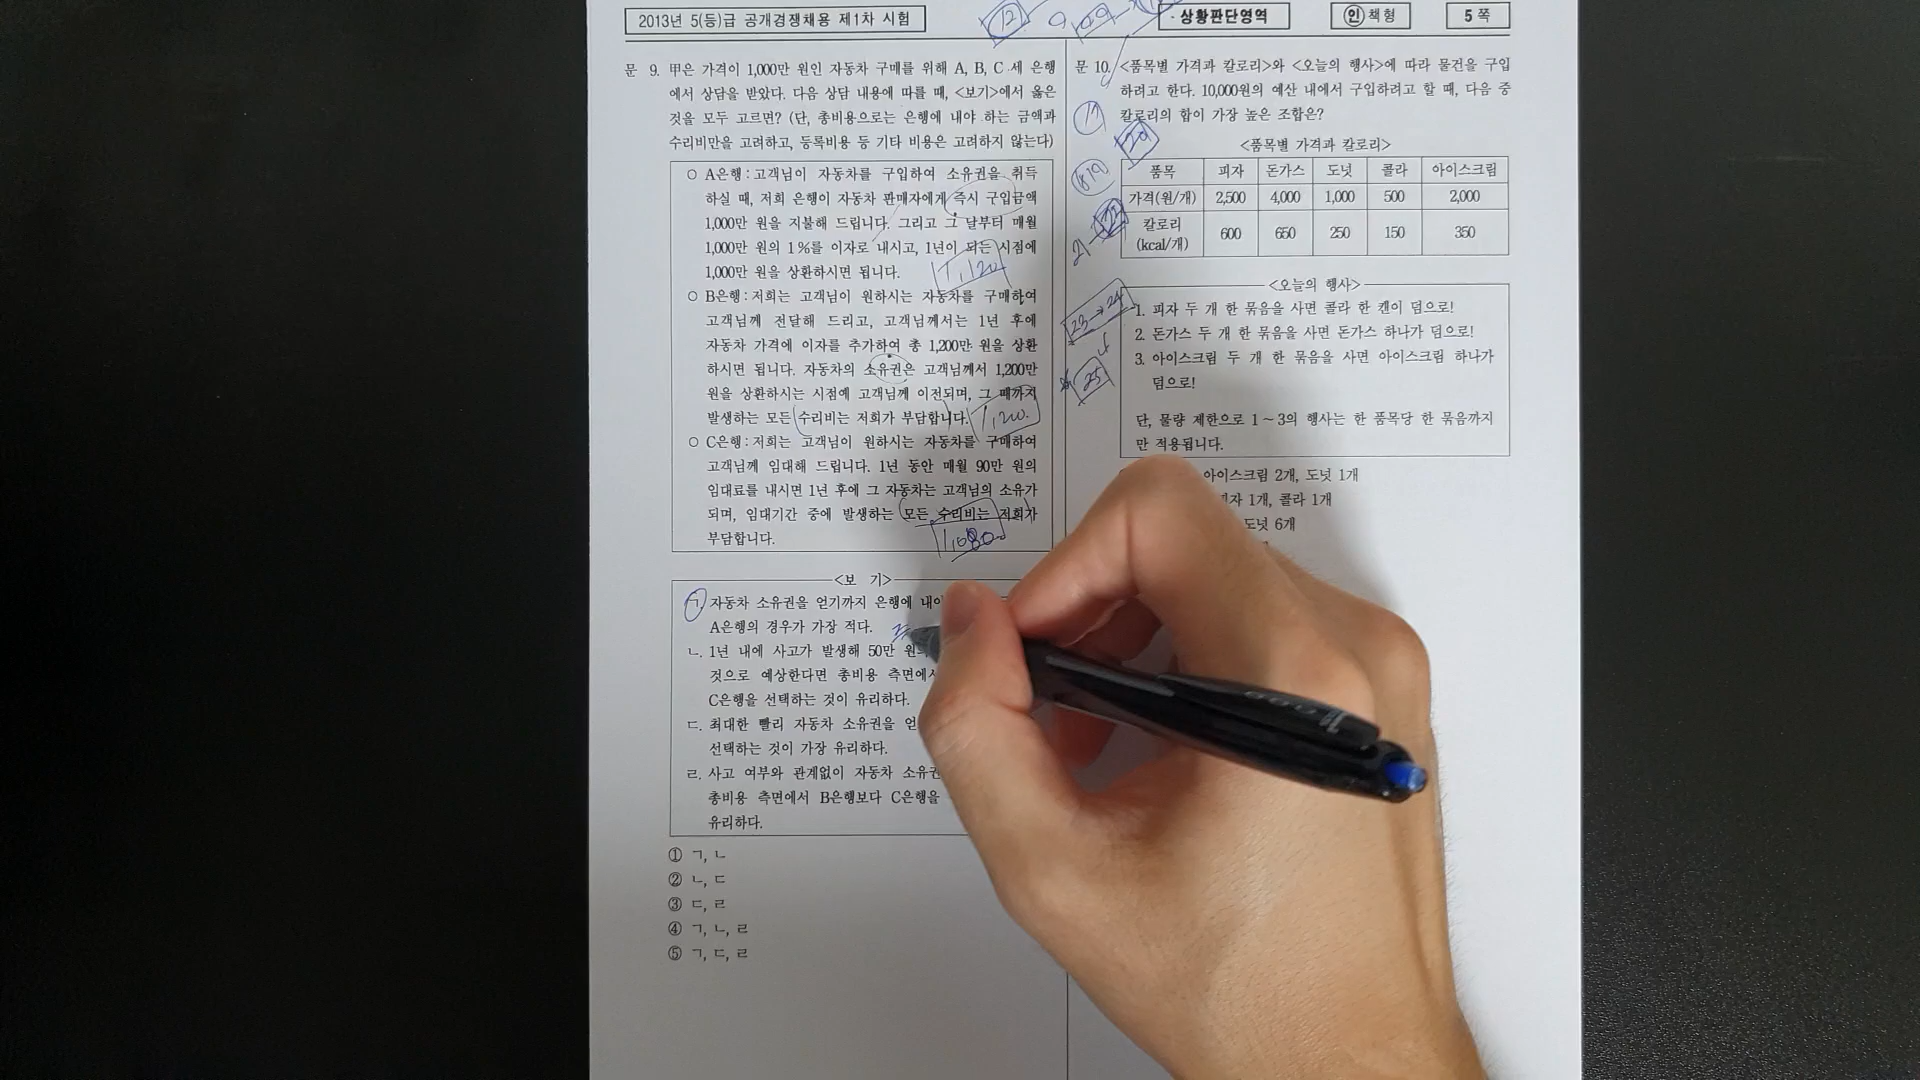 2013년 5(등)급 공개경쟁채용 제1차 시험
상황판단영역
인 책형
5 쪽
12
문 9. 甲은 가격이 1,000만 원인 자동차 구매를 위해 A, B, C 세 은행
에서 상담을 받았다. 다음 상담 내용에 따를 때, <보기>에서 옳은
것을 모두 고르면? (단, 총비용으로는 은행에 내야 하는 금액과
수리비만을 고려하고, 등록비용 등 기타 비용은 고려하지 않는다)
○ A은행 : 고객님이 자동차를 구입하여 소유권을 취득
하실 때, 저희 은행이 자동차 판매자에게 즉시 구입금액
1,000만 원을 지불해 드립니다. 그리고 그 날부터 매월
1,000만 원의 1%를 이자로 내시고, 1년이 되는 시점에
1,000만 원을 상환하시면 됩니다.
1,120
○ B은행 : 저희는 고객님이 원하시는 자동차를 구매하여
고객님께 전달해 드리고, 고객님께서는 1년 후에
자동차 가격에 이자를 추가하여 총 1,200만 원을 상환
하시면 됩니다. 자동차의 소유권은 고객님께서 1,200만
원을 상환하시는 시점에 고객님께 이전되며, 그 때까지
발생하는 모든 수리비는 저희가 부담합니다.
1,200
○ C은행 : 저희는 고객님이 원하시는 자동차를 구매하여
고객님께 임대해 드립니다. 1년 동안 매월 90만 원의
임대료를 내시면 1년 후에 그 자동차는 고객님의 소유가
되며, 임대기간 중에 발생하는 모든 수리비는 저희가
부담합니다.
1,080
<보 기>
ㄱ. 자동차 소유권을 얻기까지 은행에 내야
A은행의 경우가 가장 적다.
ㄴ. 1년 내에 사고가 발생해 50만 원의
것으로 예상한다면 총비용 측면에서
C은행을 선택하는 것이 유리하다.
ㄷ. 최대한 빨리 자동차 소유권을 얻
선택하는 것이 가장 유리하다.
ㄹ. 사고 여부와 관계없이 자동차 소유권
총비용 측면에서 B은행보다 C은행을
유리하다.
① ㄱ, ㄴ
② ㄴ, ㄷ
③ ㄷ, ㄹ
④ ㄱ, ㄴ, ㄹ
⑤ ㄱ, ㄷ, ㄹ
문 10. <품목별 가격과 칼로리>와 <오늘의 행사>에 따라 물건을 구입
하려고 한다. 10,000원의 예산 내에서 구입하려고 할 때, 다음 중
칼로리의 합이 가장 높은 조합은?
17
20
21
22
23→24
25
<품목별 가격과 칼로리>
품목 피자 돈가스 도넛 콜라 아이스크림
가격(원/개) 2,500 4,000 1,000 500 2,000
칼로리 (kcal/개) 600 650 250 150 350
<오늘의 행사>
1. 피자 두 개 한 묶음을 사면 콜라 한 캔이 덤으로!
2. 돈가스 두 개 한 묶음을 사면 돈가스 하나가 덤으로!
3. 아이스크림 두 개 한 묶음을 사면 아이스크림 하나가
덤으로!
단, 물량 제한으로 1～3의 행사는 한 품목당 한 묶음까지
만 적용됩니다.
아이스크림 2개, 도넛 1개
피자 1개, 콜라 1개
도넛 6개